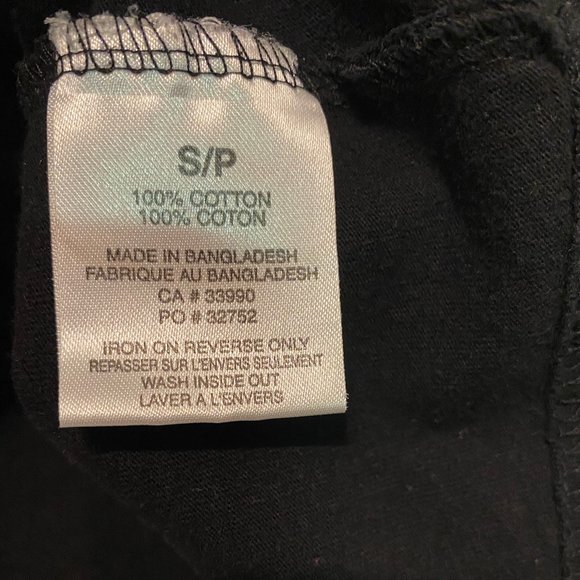 S/P
100% COTTON
100% COTON
MADE IN BANGLADESH
FABRIQUE AU BANGLADESH
CA # 33990
PO # 32752
IRON ON REVERSE ONLY
REPASSER SUR L'ENVERS SEULEMENT
WASH INSIDE OUT
LAVER A L'ENVERS